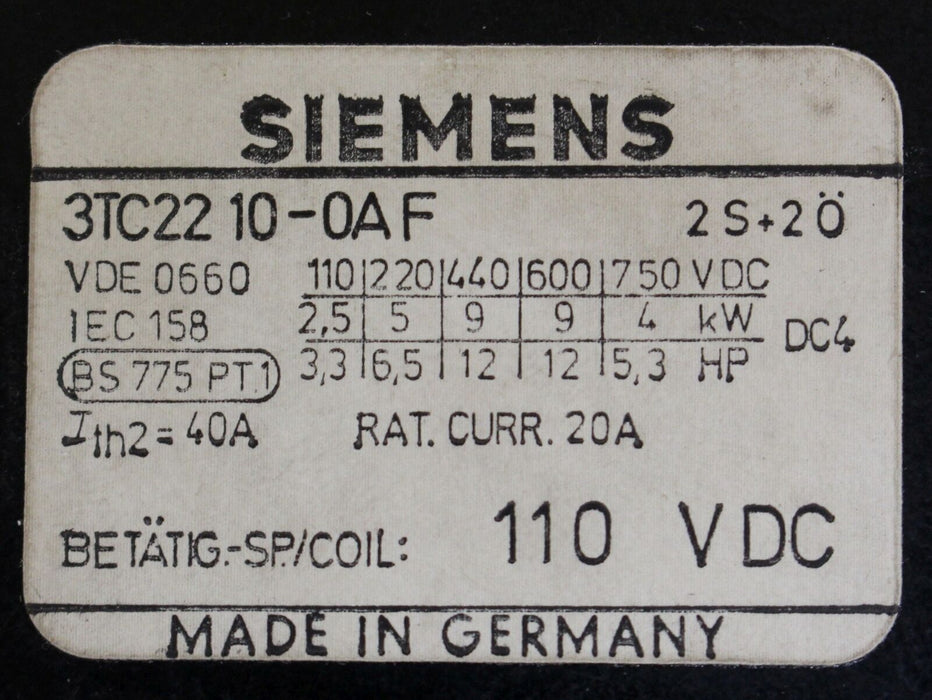 SIEMENS
3TC22 10-0AF 2S+2Ö
VDE 0660 110 220 440 600 750 VDC
IEC 158 2,5 5 9 9 4 kW DC4
BS 775 PT.1 3,3 6,5 12 12 5,3 HP
Ith2=40A RAT. CURR. 20A
BETÄTIG.-SP./COIL: 110 VDC
MADE IN GERMANY